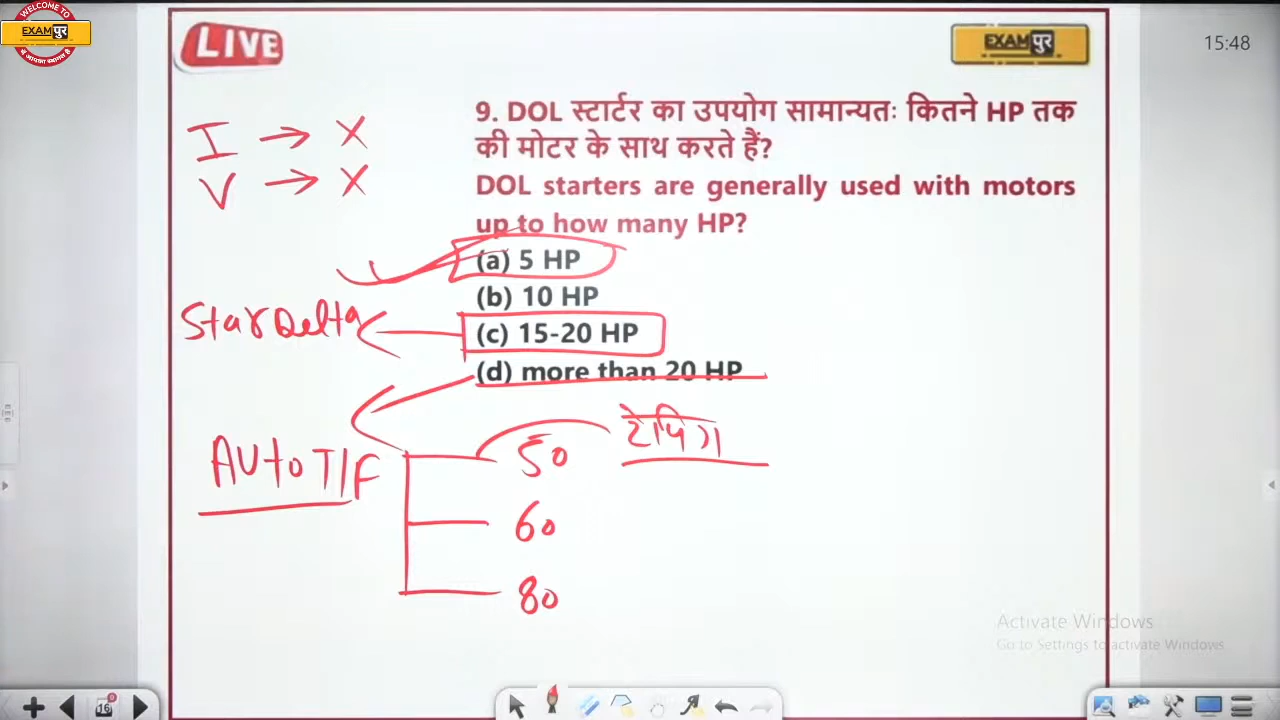 WELCOME TO
EXAMपुर
LIVE
EXAMपुर
15:48
9. DOL स्टार्टर का उपयोग सामान्यतः कितने HP तक
की मोटर के साथ करते हैं?
DOL starters are generally used with motors
up to how many HP?
(a) 5 HP
(b) 10 HP
(c) 15-20 HP
(d) more than 20 HP
I → X
V → X
Star Delta
Auto T/F
50
टेपिंग
60
80
Activate Windows
Go to Settings to activate Windows.
16